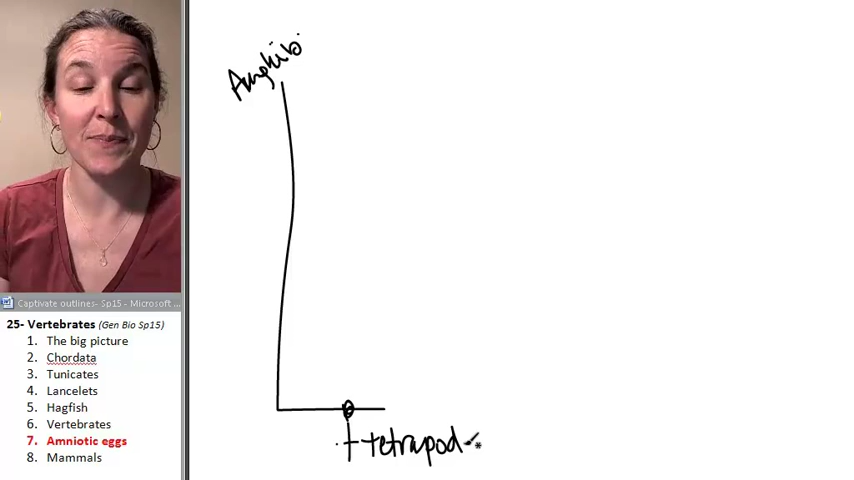 Amphib
tetrapod
Captivate outlines- Sp15 - Microsoft ...
25- Vertebrates (Gen Bio Sp15)
1. The big picture
2. Chordata
3. Tunicates
4. Lancelets
5. Hagfish
6. Vertebrates
7. Amniotic eggs
8. Mammals